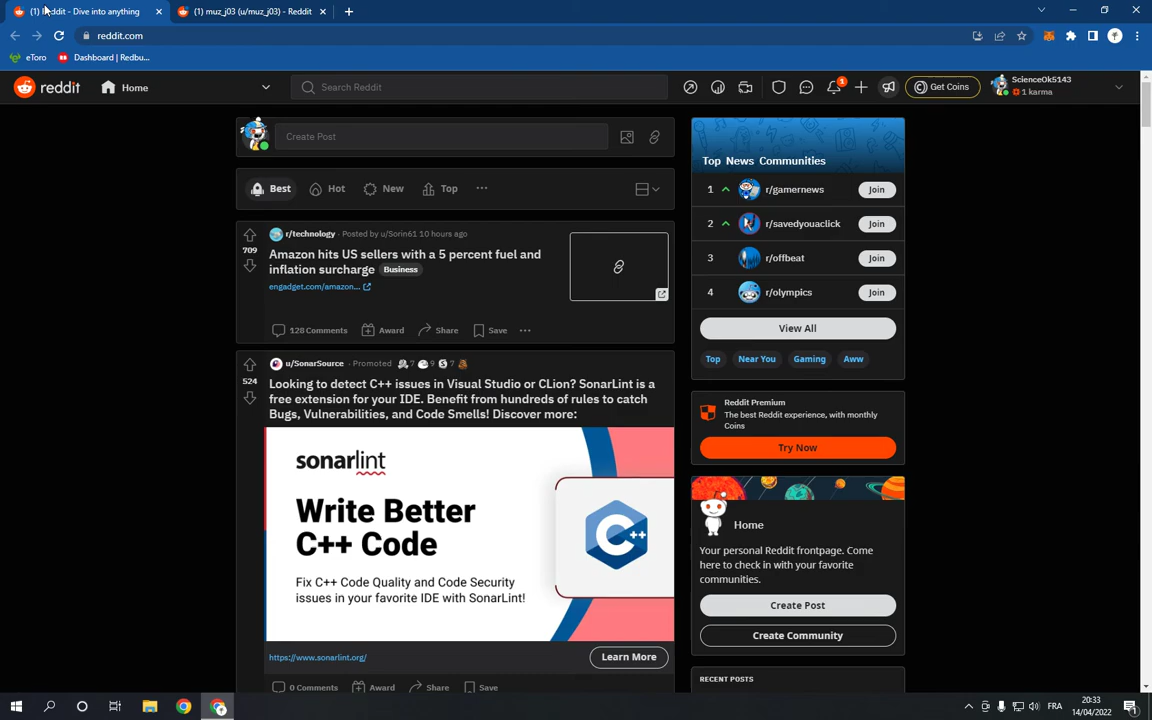 (1) Reddit - Dive into anything
(1) muz_j03 (u/muz_j03) - Reddit
reddit.com
eToro
Dashboard | Redbu...
reddit
Home
Search Reddit
1
Get Coins
ScienceOk5143
1 karma
Create Post
Best
Hot
New
Top
r/technology · Posted by u/Sorin61 10 hours ago
709
Amazon hits US sellers with a 5 percent fuel and
inflation surcharge Business
engadget.com/amazon...
128 Comments
Award
Share
Save
u/SonarSource · Promoted 7 9 7
524
Looking to detect C++ issues in Visual Studio or CLion? SonarLint is a
free extension for your IDE. Benefit from hundreds of rules to catch
Bugs, Vulnerabilities, and Code Smells! Discover more:
sonarlint
Write Better
C++ Code
Fix C++ Code Quality and Code Security
issues in your favorite IDE with SonarLint!
C++
https://www.sonarlint.org/
Learn More
0 Comments
Award
Share
Save
Top News Communities
1 r/gamernews Join
2 r/savedyouaclick Join
3 r/offbeat Join
4 r/olympics Join
View All
Top
Near You
Gaming
Aww
Reddit Premium
The best Reddit experience, with monthly
Coins
Try Now
Home
Your personal Reddit frontpage. Come
here to check in with your favorite
communities.
Create Post
Create Community
RECENT POSTS
FRA
20:33
14/04/2022